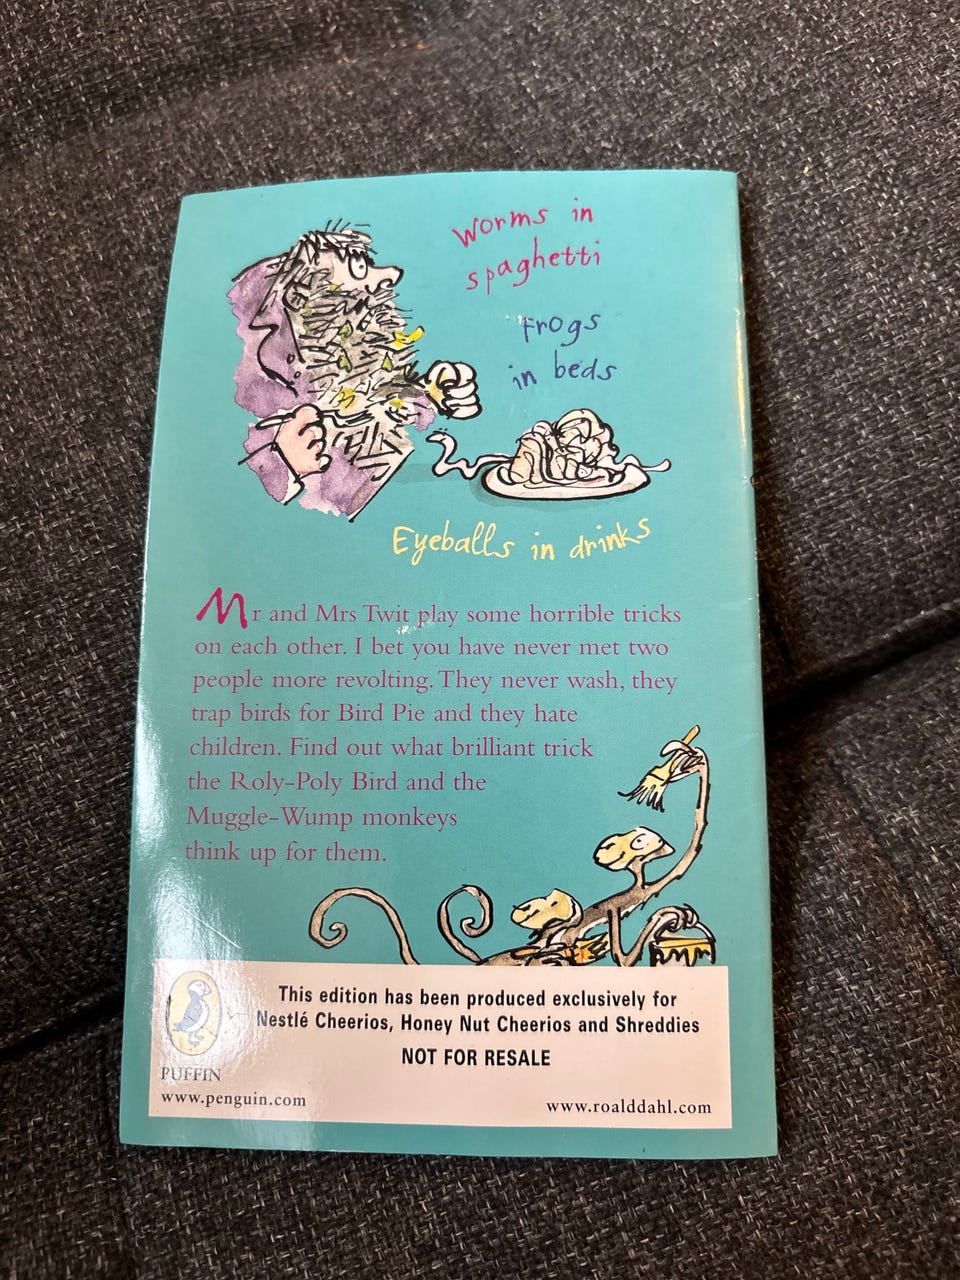 Worms in
spaghetti
Frogs
in beds
Eyeballs in drinks
Mr and Mrs Twit play some horrible tricks
on each other. I bet you have never met two
people more revolting. They never wash, they
trap birds for Bird Pie and they hate
children. Find out what brilliant trick
the Roly-Poly Bird and the
Muggle-Wump monkeys
think up for them.
This edition has been produced exclusively for
Nestlé Cheerios, Honey Nut Cheerios and Shreddies
NOT FOR RESALE
PUFFIN
www.penguin.com
www.roalddahl.com